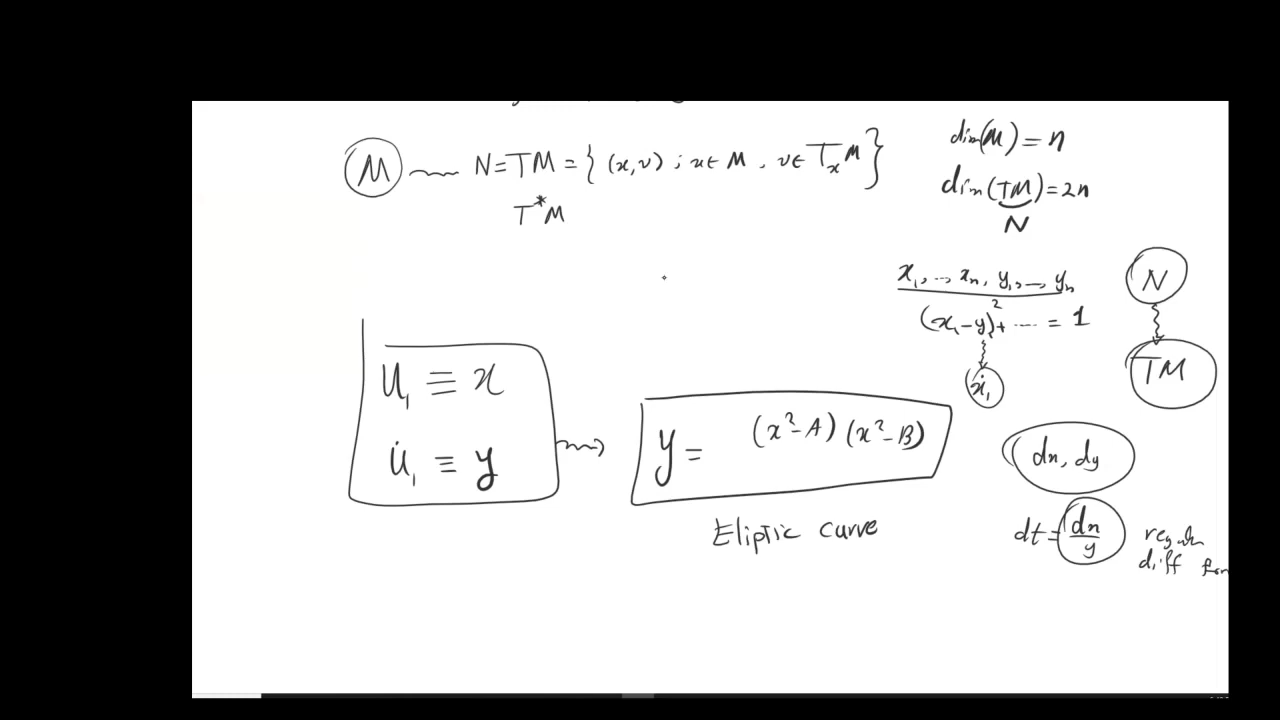 M N=TM={ (x,v) ; x∈ M , v∈ TₓM }
T*M
dim(M)=n
dim(TM)=2n
N
x₁, ... xₙ, y₁, ... yₙ
(x₁-y)²+ ... = 1
ẋ₁
N
TM
u₁ ≡ x
u̇₁ ≡ y
y= (x²-A) (x²-B)
Eliptic curve
dx, dy
dt= dx/y
diff